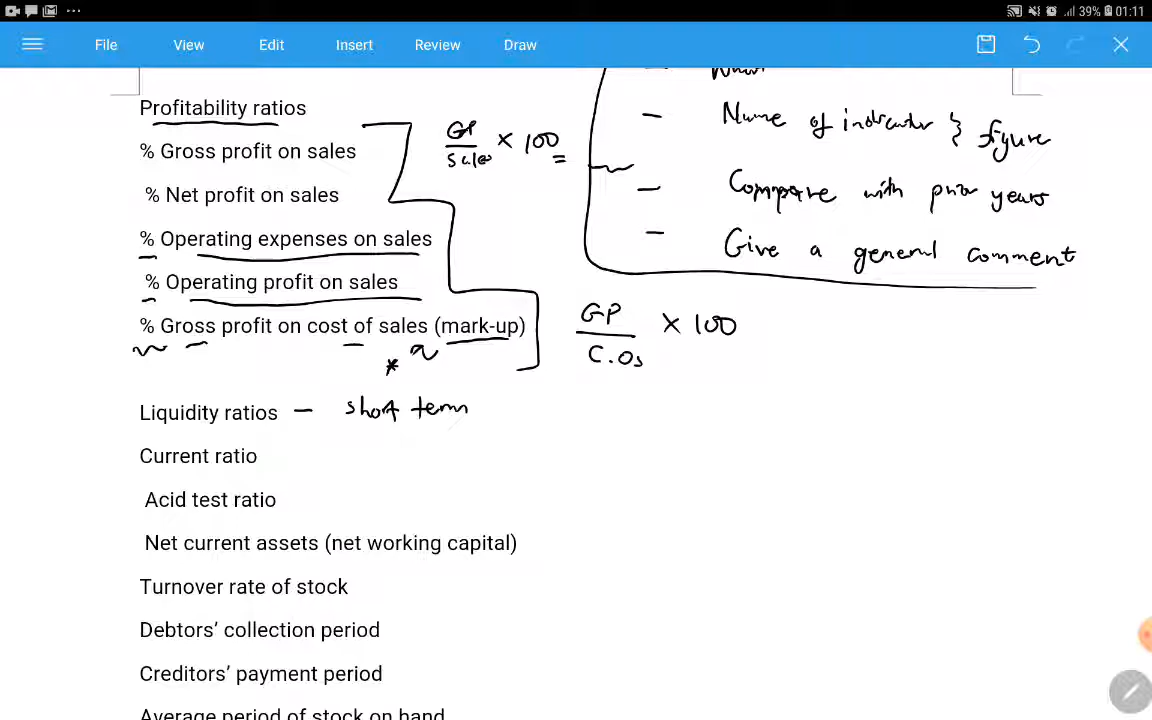 39% 01:11
File View Edit Insert Review Draw
Profitability ratios
% Gross profit on sales
GP
Sales × 100
% Net profit on sales
% Operating expenses on sales
% Operating profit on sales
% Gross profit on cost of sales (mark-up)
- Name of indicator } figure
- Compare with prior years
- Give a general comment
GP
C.Os × 100
*
Liquidity ratios - short term
Current ratio
Acid test ratio
Net current assets (net working capital)
Turnover rate of stock
Debtors’ collection period
Creditors’ payment period
Average period of stock on hand